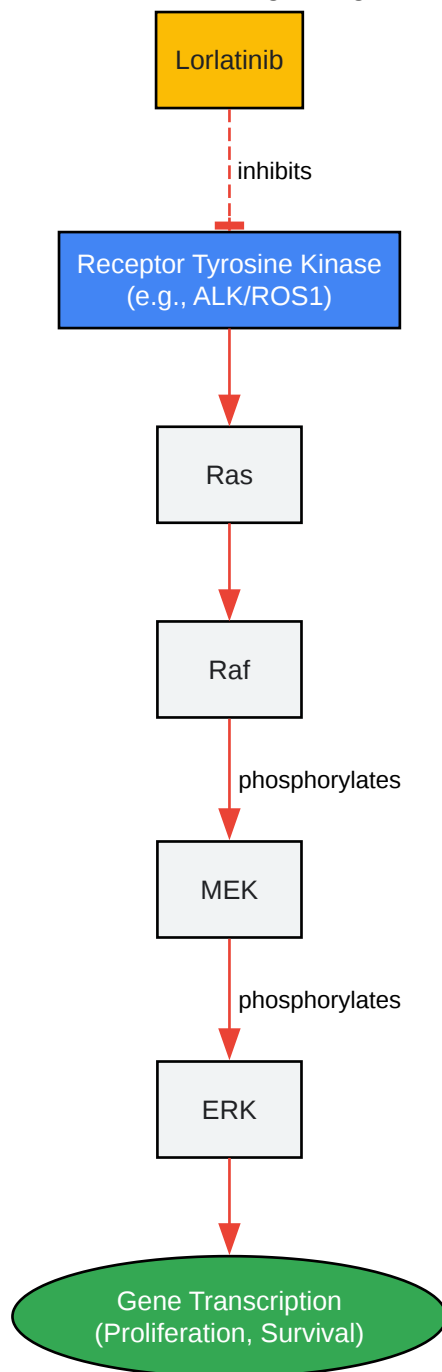 Lorlatinib
inhibits
Receptor Tyrosine Kinase
(e.g., ALK/ROS1)
Ras
Raf
phosphorylates
MEK
phosphorylates
ERK
Gene Transcription
(Proliferation, Survival)